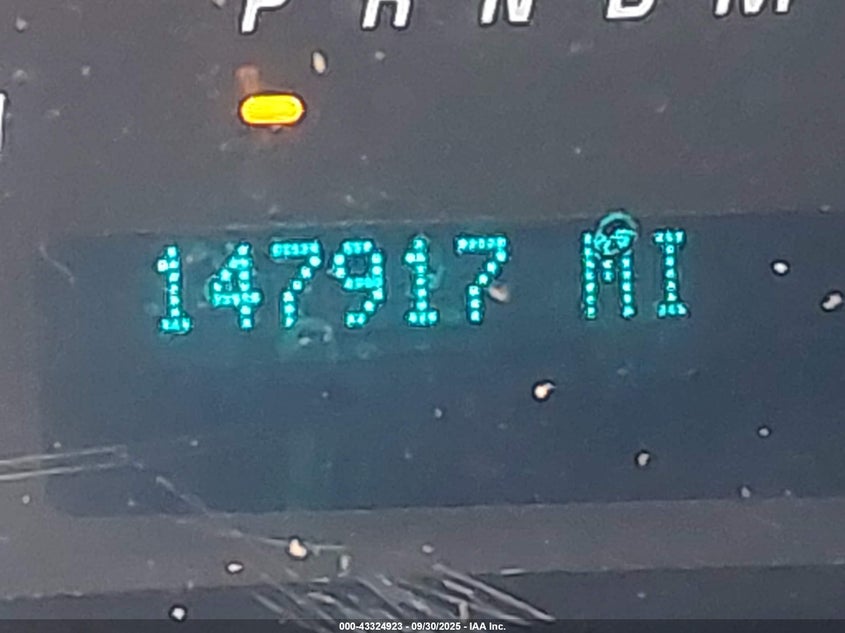 P R N D M
147917 MI
000-43324923 - 09/30/2025 - IAA Inc.